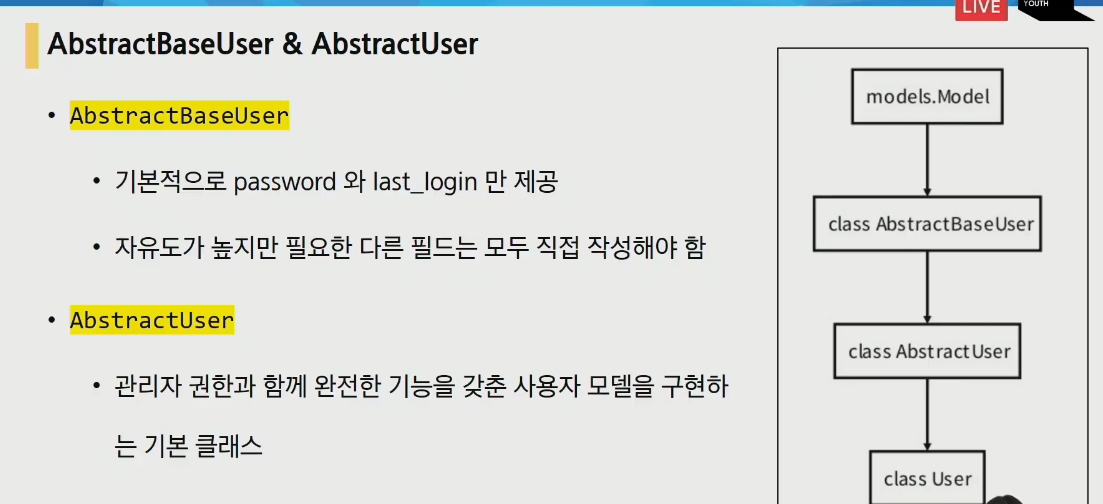 LIVE
YOUTH
AbstractBaseUser & AbstractUser
• AbstractBaseUser
• 기본적으로 password 와 last_login 만 제공
• 자유도가 높지만 필요한 다른 필드는 모두 직접 작성해야 함
• AbstractUser
• 관리자 권한과 함께 완전한 기능을 갖춘 사용자 모델을 구현하
는 기본 클래스
models.Model
class AbstractBaseUser
class AbstractUser
class User